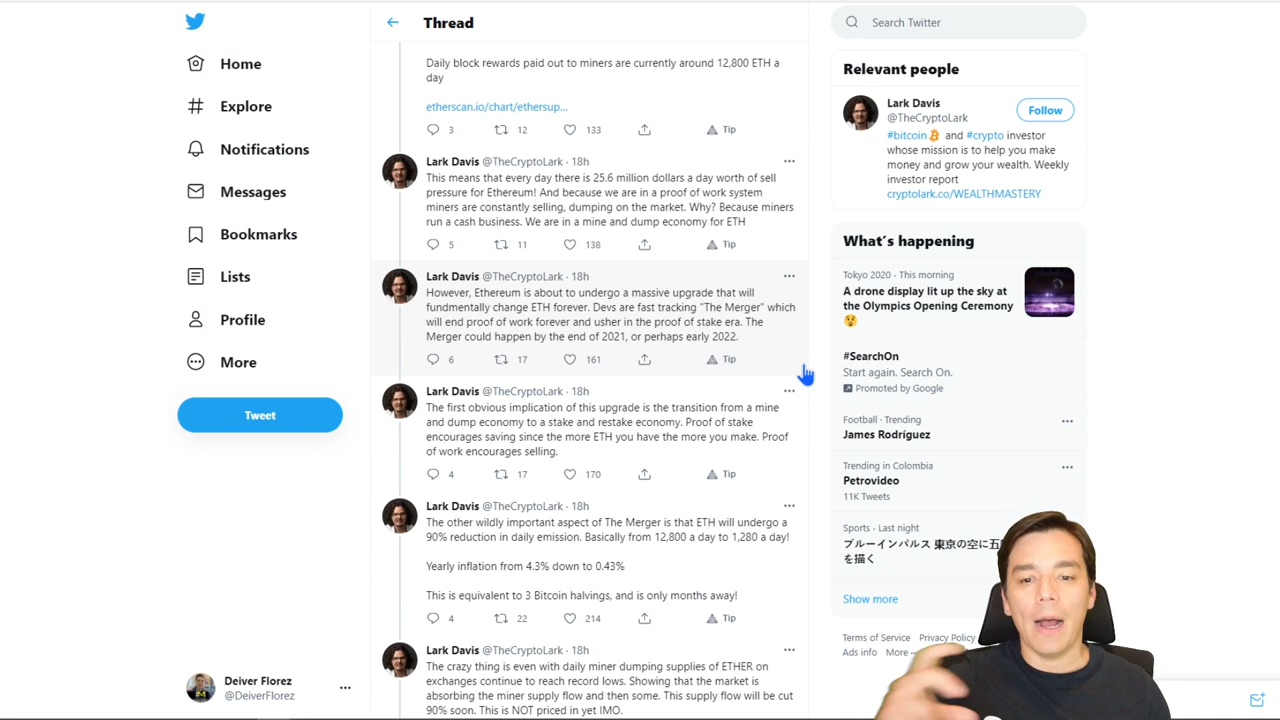 Home
Explore
Notifications
Messages
Bookmarks
Lists
Profile
More
Tweet
Deiver Florez
@DeiverFlorez
Thread
Daily block rewards paid out to miners are currently around 12,800 ETH a
day
etherscan.io/chart/ethersup...
3 12 133 Tip
Lark Davis @TheCryptoLark · 18h
This means that every day there is 25.6 million dollars a day worth of sell
pressure for Ethereum! And because we are in a proof of work system
miners are constantly selling, dumping on the market. Why? Because miners
run a cash business. We are in a mine and dump economy for ETH
5 11 138 Tip
Lark Davis @TheCryptoLark · 18h
However, Ethereum is about to undergo a massive upgrade that will
fundmentally change ETH forever. Devs are fast tracking "The Merger" which
will end proof of work forever and usher in the proof of stake era. The
Merger could happen by the end of 2021, or perhaps early 2022.
6 17 161 Tip
Lark Davis @TheCryptoLark · 18h
The first obvious implication of this upgrade is the transition from a mine
and dump economy to a stake and restake economy. Proof of stake
encourages saving since the more ETH you have the more you make. Proof
of work encourages selling.
4 17 170 Tip
Lark Davis @TheCryptoLark · 18h
The other wildly important aspect of The Merger is that ETH will undergo a
90% reduction in daily emission. Basically from 12,800 a day to 1,280 a day!
Yearly inflation from 4.3% down to 0.43%
This is equivalent to 3 Bitcoin halvings, and is only months away!
4 22 214 Tip
Lark Davis @TheCryptoLark · 18h
The crazy thing is even with daily miner dumping supplies of ETHER on
exchanges continue to reach record lows. Showing that the market is
absorbing the miner supply flow and then some. This supply flow will be cut
90% soon. This is NOT priced in yet IMO.
Search Twitter
Relevant people
Lark Davis
@TheCryptoLark
Follow
#bitcoin and #crypto investor
whose mission is to help you make
money and grow your wealth. Weekly
investor report
cryptolark.co/WEALTHMASTERY
What's happening
Tokyo 2020 · This morning
A drone display lit up the sky at
the Olympics Opening Ceremony
#SearchOn
Start again. Search On.
Promoted by Google
Football · Trending
James Rodríguez
Trending in Colombia
Petrovideo
11K Tweets
Sports · Last night
ブルーインパルス 東京の空に五
を描く
Show more
Terms of Service Privacy Policy
Ads info More